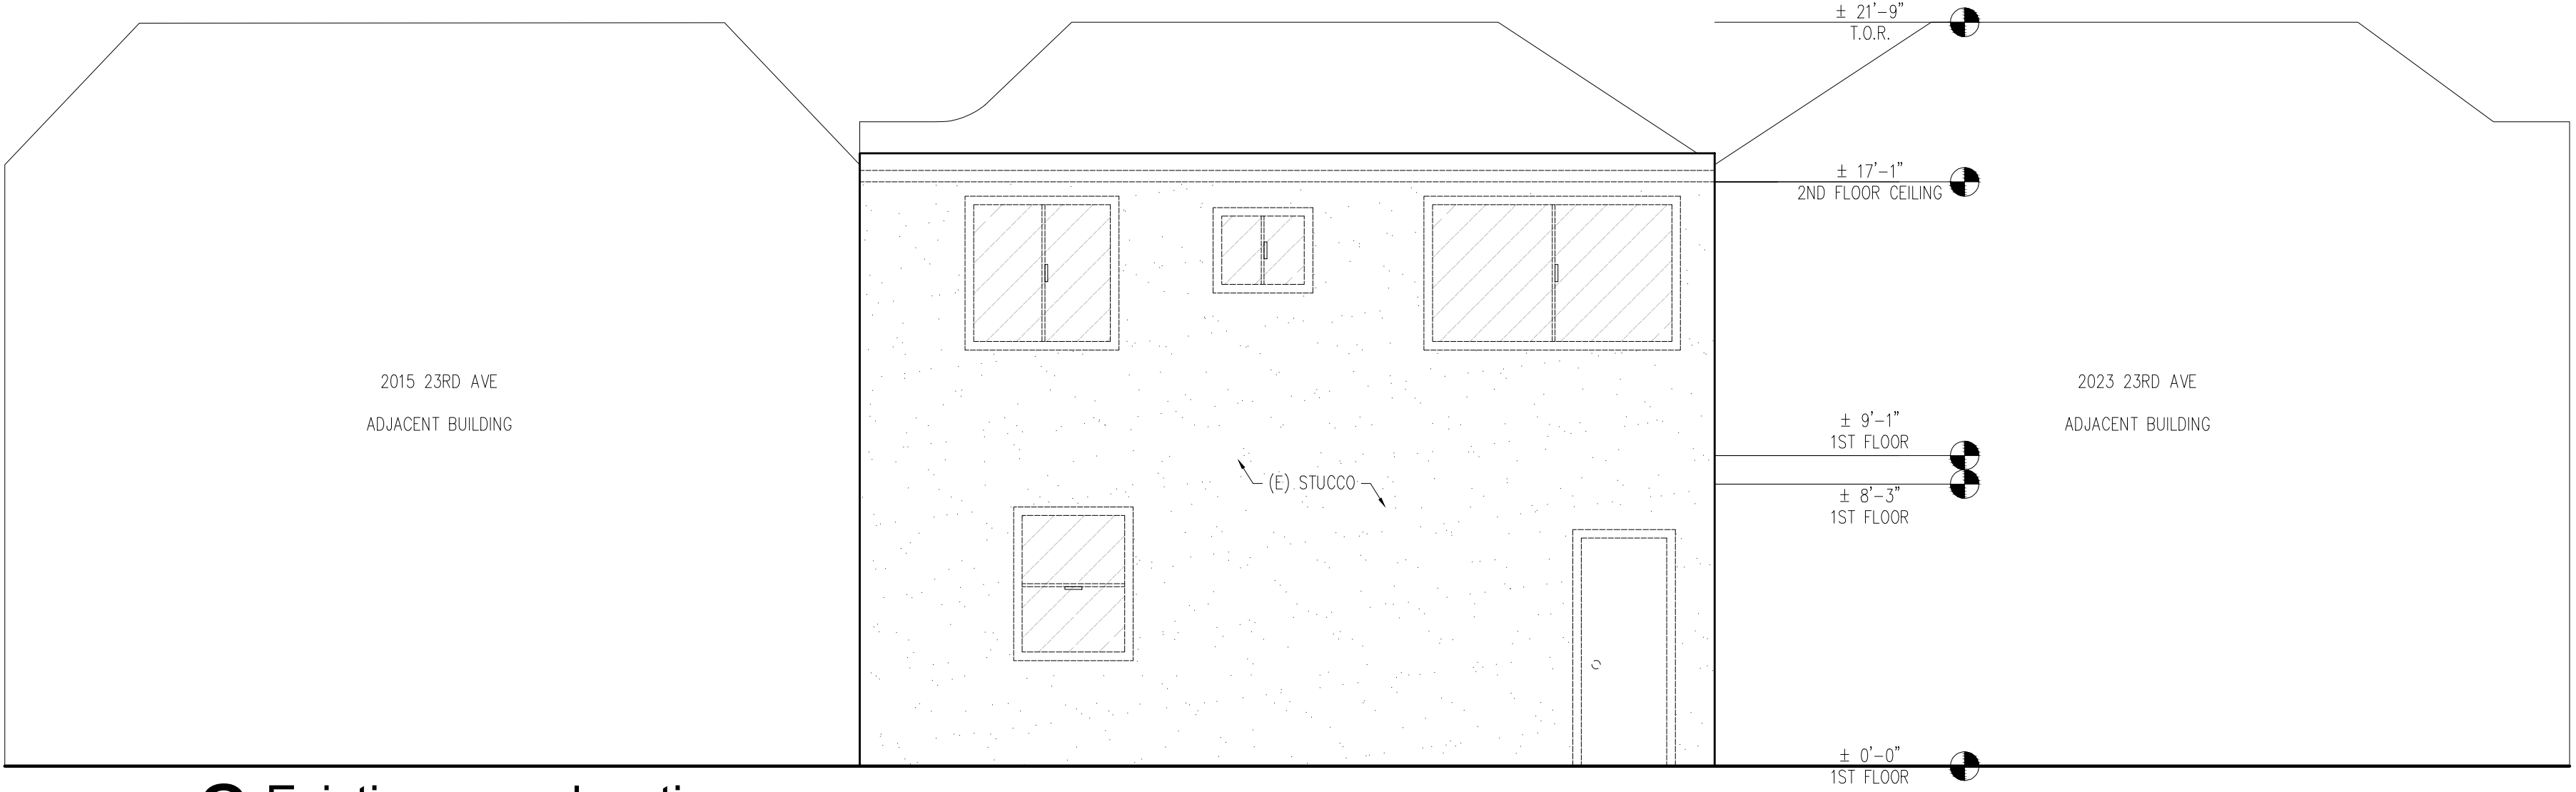 ± 21'-9"
T.O.R.
± 17'-1"
2ND FLOOR CEILING
2015 23RD AVE
ADJACENT BUILDING
2023 23RD AVE
ADJACENT BUILDING
± 9'-1"
1ST FLOOR
(E) STUCCO
± 8'-3"
1ST FLOOR
± 0'-0"
1ST FLOOR